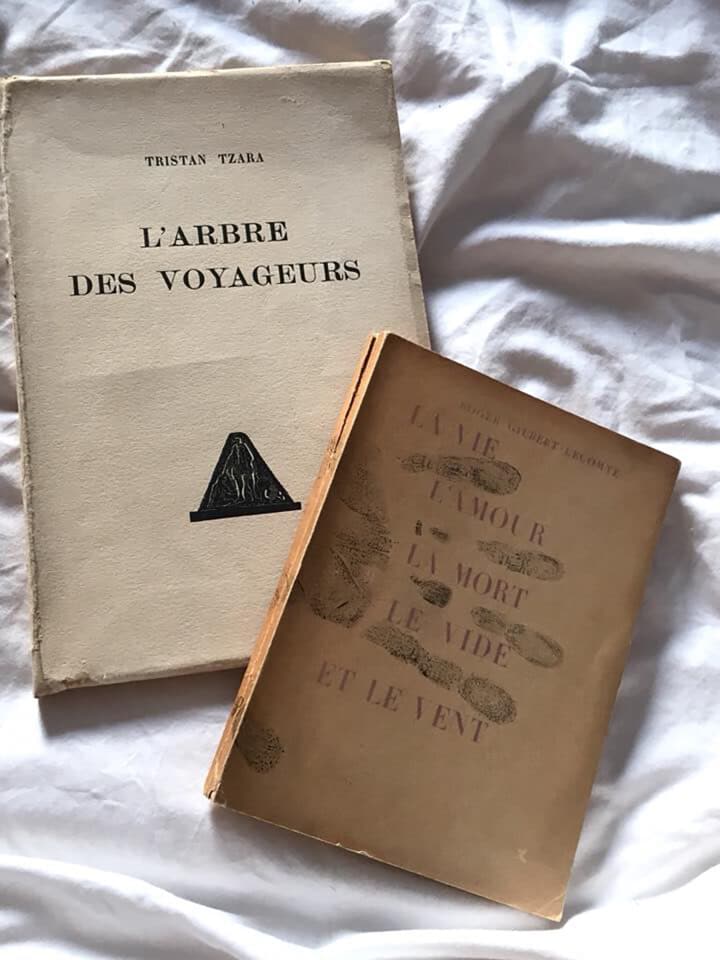 TRISTAN TZARA
L'ARBRE
DES VOYAGEURS
ROGER GILBERT-LECOMTE
LA VIE
L'AMOUR
LA MORT
LE VIDE
ET LE VENT